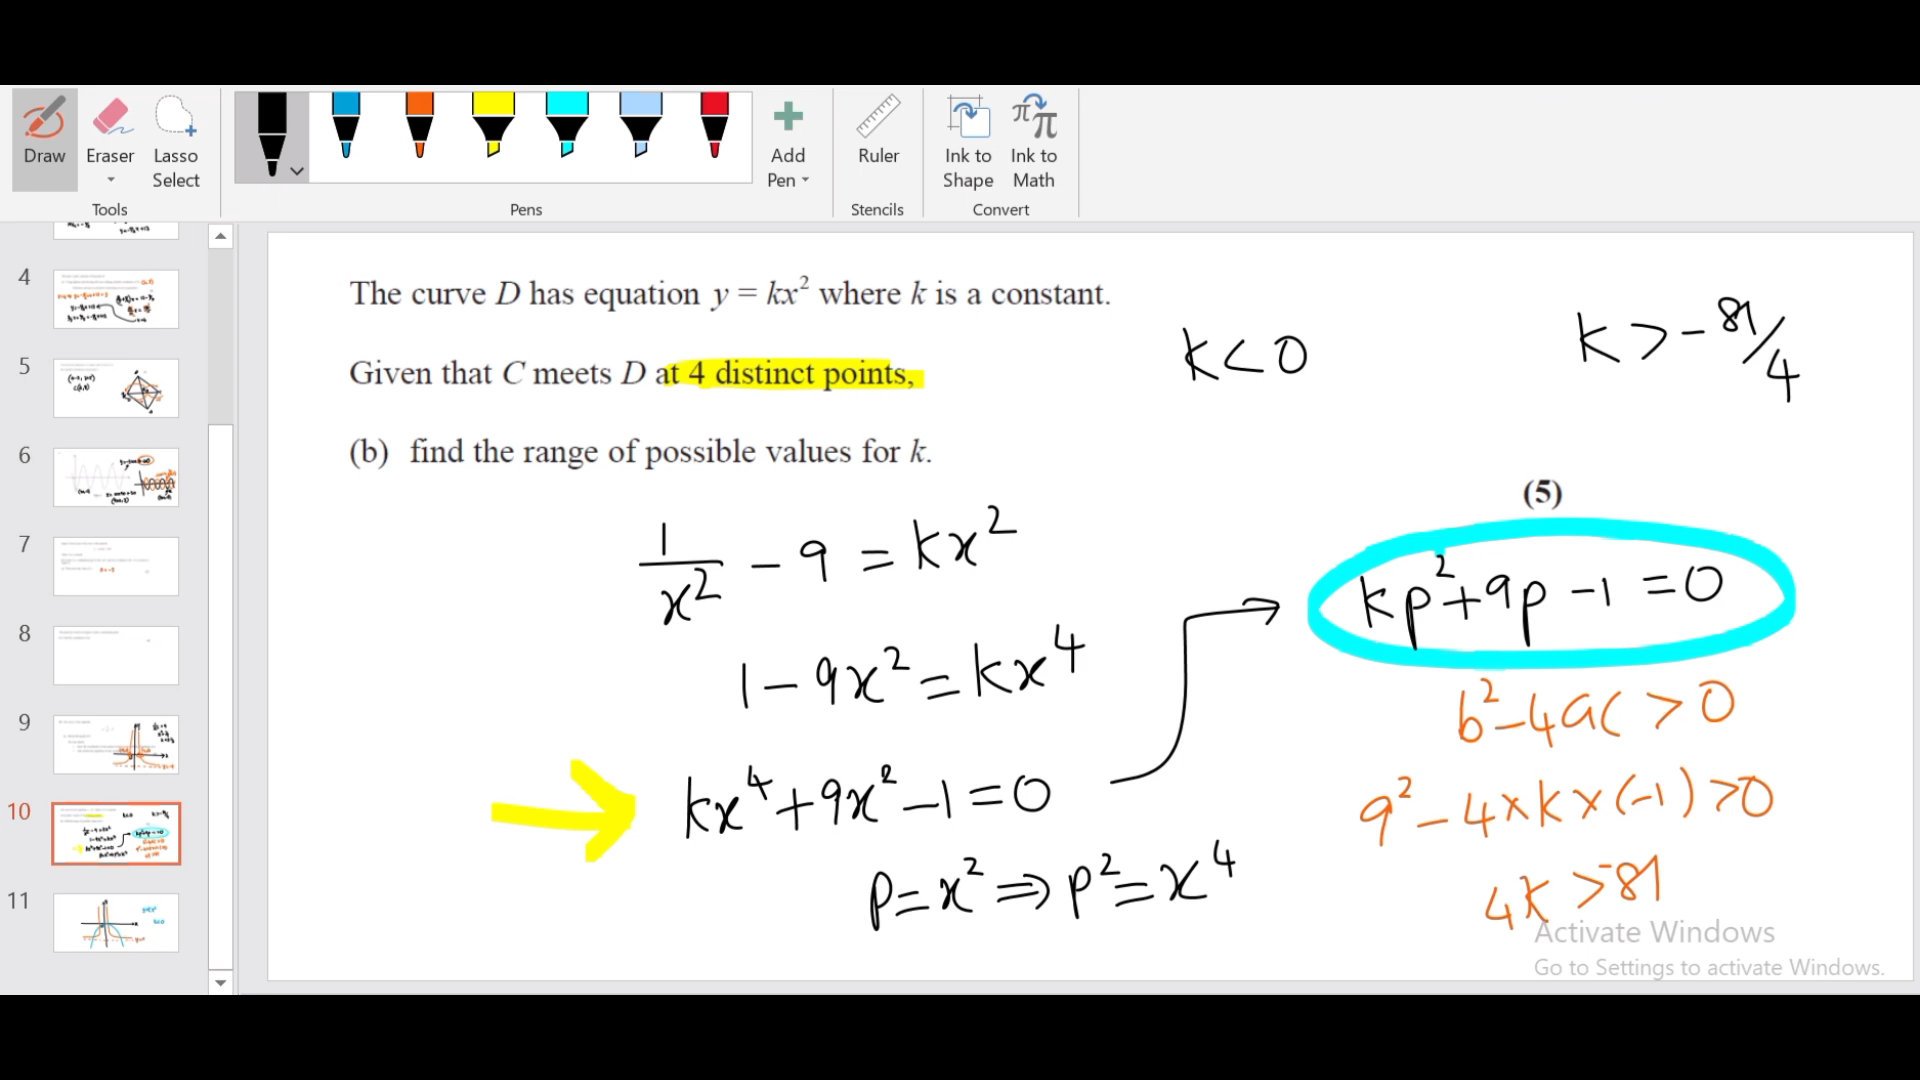 Draw
Eraser
Lasso Select
Tools
Pens
Add Pen
Ruler
Stencils
Ink to Shape
Ink to Math
Convert
4
5
6
7
8
9
10
11
The curve D has equation y = kx² where k is a constant.
Given that C meets D at 4 distinct points,
(b) find the range of possible values for k.
(5)
k<0
k>-81/4
1/x² - 9 = kx²
1-9x² = kx⁴
kx⁴+9x²-1=0
p=x² ⇒ p²=x⁴
kp²+9p-1=0
b²-4ac>0
9²-4×k×(-1)>0
4k>-81
Activate Windows
Go to Settings to activate Windows.